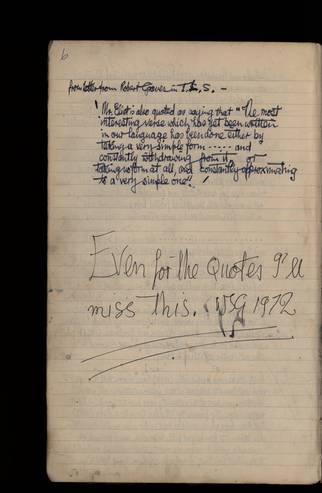 6
from letter from Robert Graves in T.L.S. –
'Mr. Eliot is also quoted as saying that "The most
interesting verse which has yet been written
in our language has been done either by
taking a very simple form ...... and
constantly withdrawing from it or
taking no form at all, and constantly approximating
to a very simple one".'
Even for the Quotes I'll
miss this. WSG 1972